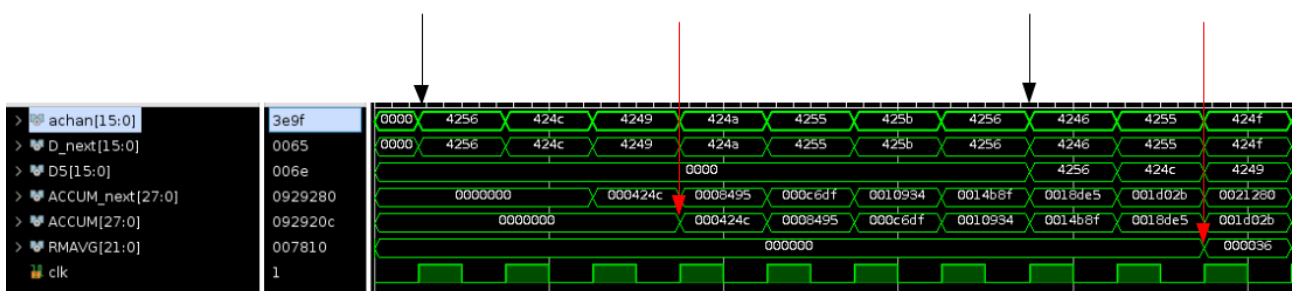 achan[15:0] 3e9f 0000 4256 424c 4249 424a 4255 425b 4256 4246 4255 424f
D_next[15:0] 0065 0000 4256 424c 4249 424a 4255 425b 4256 4246 4255 424f
D5[15:0] 006e 0000 4256 424c 4249
ACCUM_next[27:0] 0929280 0000000 000424c 0008495 000c6df 0010934 0014b8f 0018de5 001d02b 0021280
ACCUM[27:0] 092920c 0000000 000424c 0008495 000c6df 0010934 0014b8f 0018de5 001d02b
RMAVG[21:0] 007810 000000 000036
clk 1